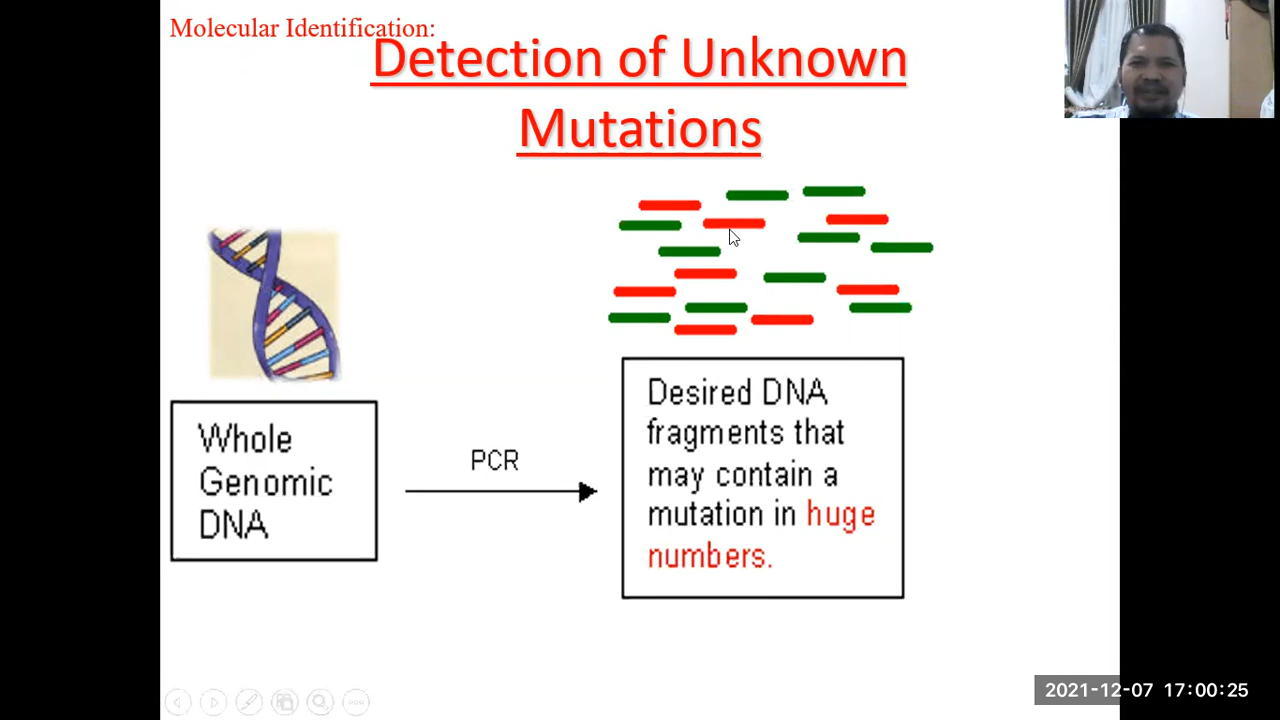 Molecular Identification:
Detection of Unknown
Mutations
Whole
Genomic
DNA
PCR
Desired DNA
fragments that
may contain a
mutation in huge
numbers.
2021-12-07 17:00:25